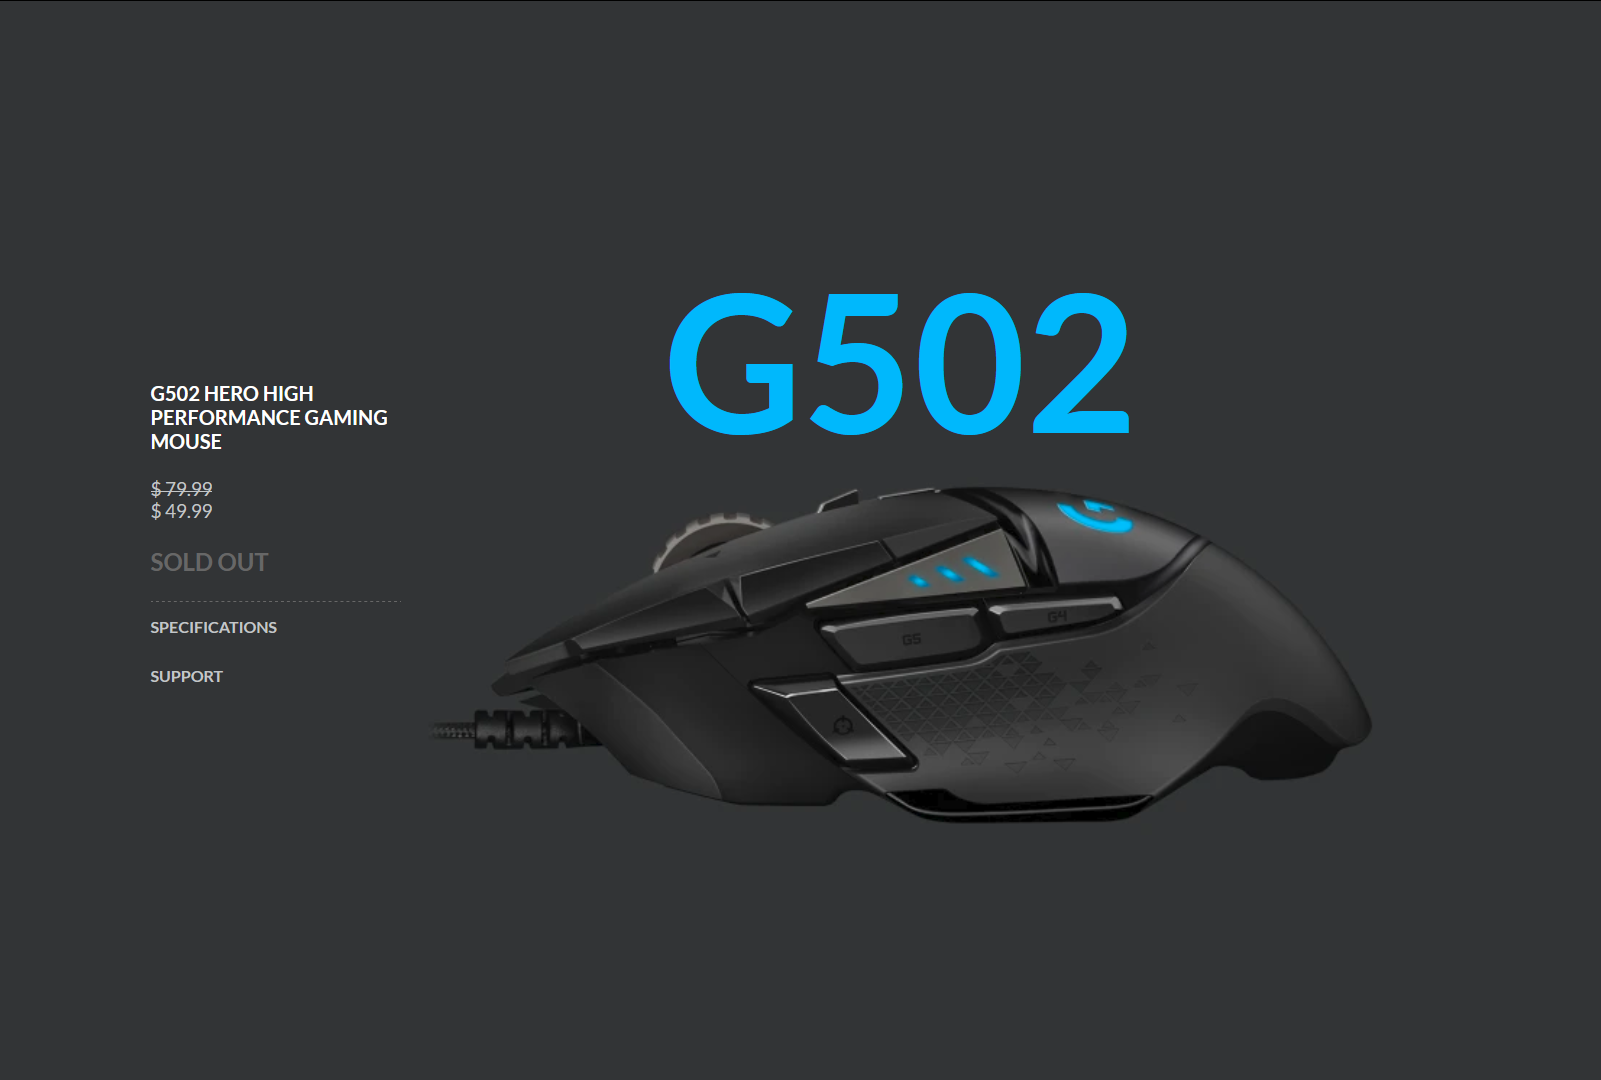 G502
G502 HERO HIGH
PERFORMANCE GAMING
MOUSE
$ 79.99
$ 49.99
SOLD OUT
SPECIFICATIONS
SUPPORT
G5
G4
G